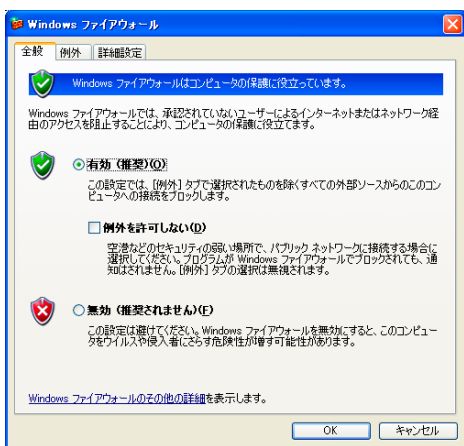 Windows ファイアウォール
全般 例外 詳細設定
Windows ファイアウォールはコンピュータの保護に役立っています。
Windows ファイアウォールでは、承認されていないユーザーによるインターネットまたはネットワーク経
由のアクセスを阻止することにより、コンピュータの保護に役立てます。
有効 (推奨)(O)
この設定では、[例外] タブで選択されたものを除くすべての外部ソースからのこのコン
ピュータへの接続をブロックします。
例外を許可しない(D)
空港などのセキュリティの弱い場所で、パブリック ネットワークに接続する場合に
選択してください。プログラムが Windows ファイアウォールでブロックされても、通
知はされません。[例外] タブの選択は無視されます。
無効 (推奨されません)(F)
この設定は避けてください。Windows ファイアウォールを無効にすると、このコンピュー
タをウイルスや侵入者にさらす危険性が増す可能性があります。
Windows ファイアウォールのその他の詳細を表示します。
OK キャンセル